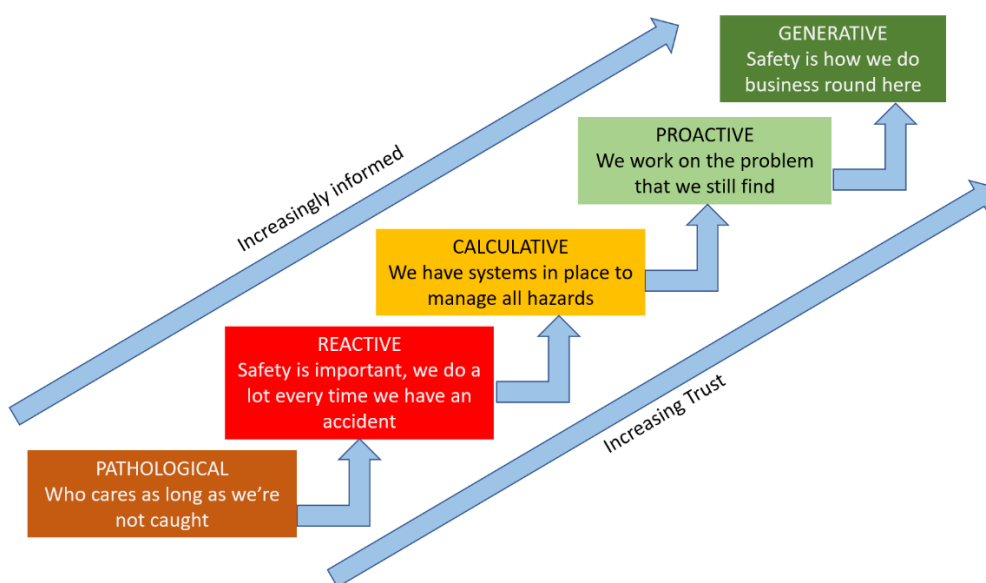 GENERATIVE
Safety is how we do
business round here
PROACTIVE
We work on the problem
that we still find
Increasingly informed
CALCULATIVE
We have systems in place to
manage all hazards
REACTIVE
Safety is important, we do a
lot every time we have an
accident
Increasing Trust
PATHOLOGICAL
Who cares as long as we’re
not caught